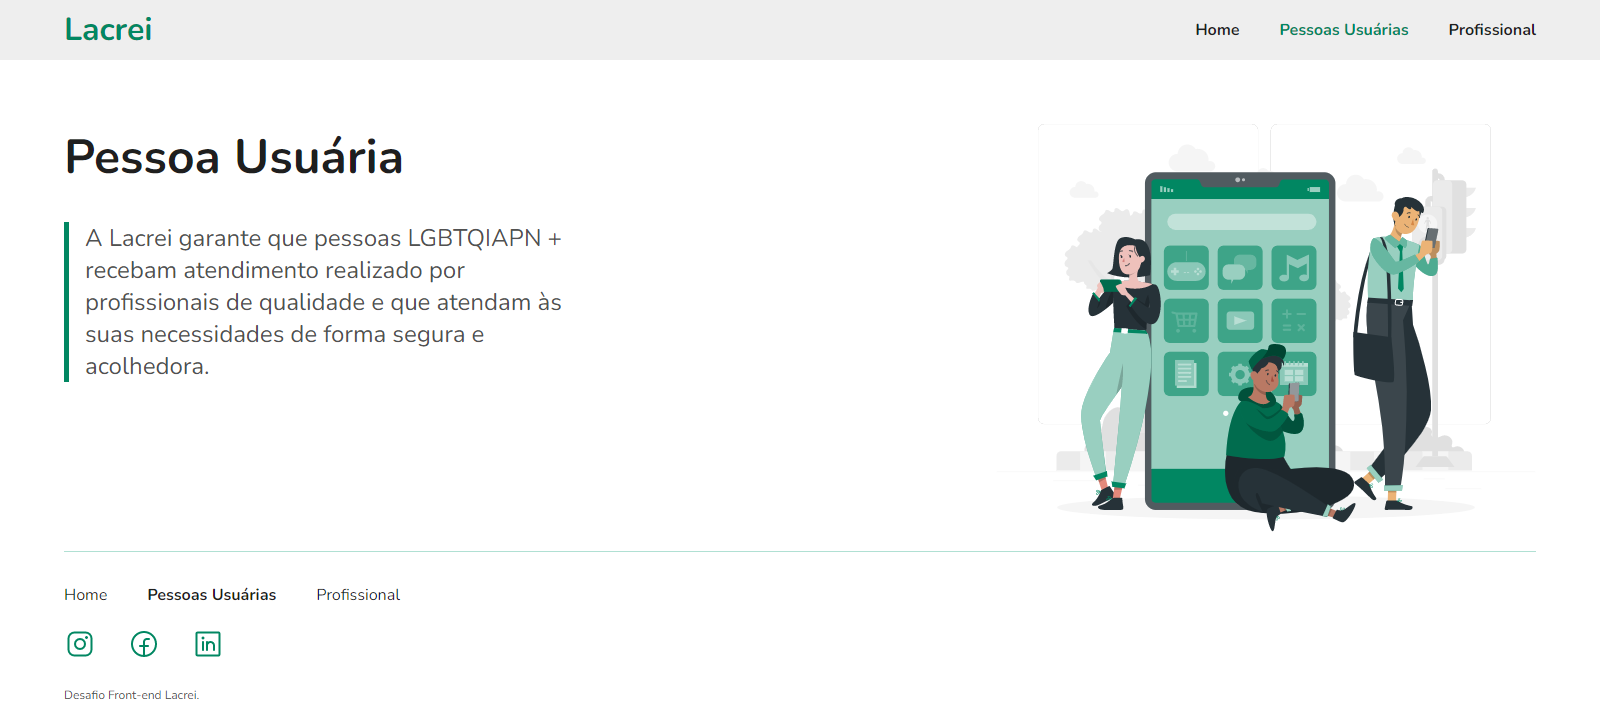 Lacrei
Home Pessoas Usuárias Profissional
Pessoa Usuária
A Lacrei garante que pessoas LGBTQIAPN +
recebam atendimento realizado por
profissionais de qualidade e que atendam às
suas necessidades de forma segura e
acolhedora.
Home Pessoas Usuárias Profissional
Desafio Front-end Lacrei.